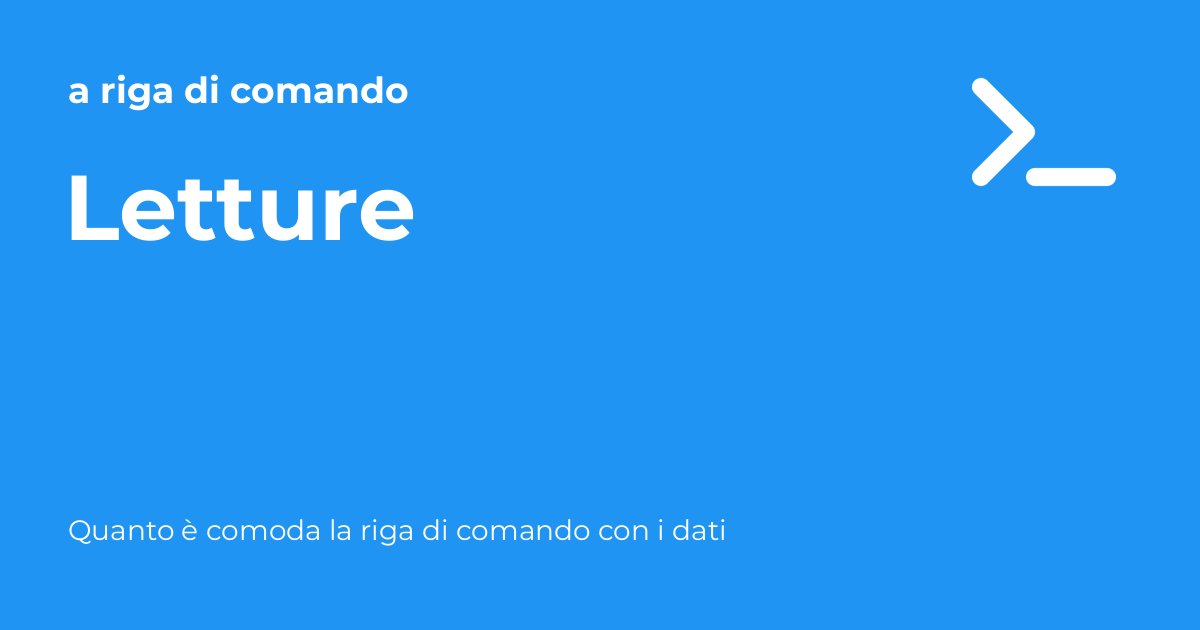 a riga di comando
Letture
Quanto è comoda la riga di comando con i dati